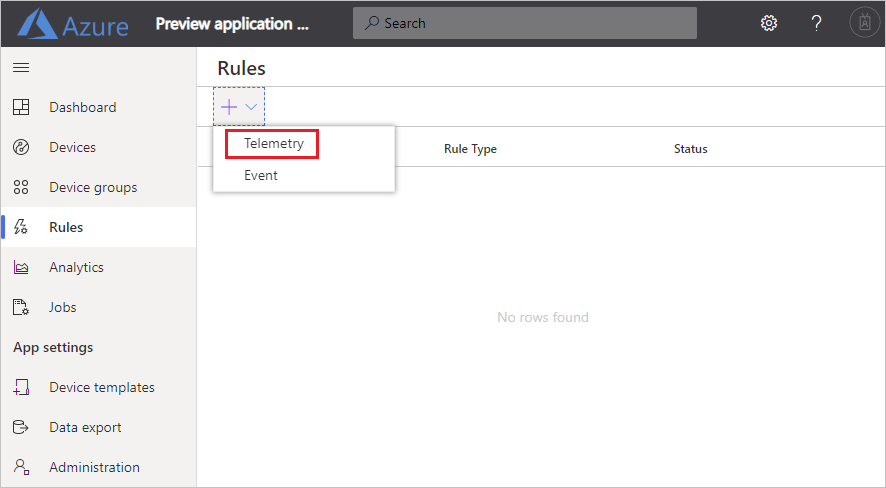 Azure Preview application ... Search ?
Rules
Dashboard
Devices
Device groups
Rules
Analytics
Jobs
App settings
Device templates
Data export
Administration
Telemetry
Event
Rule Type Status
No rows found